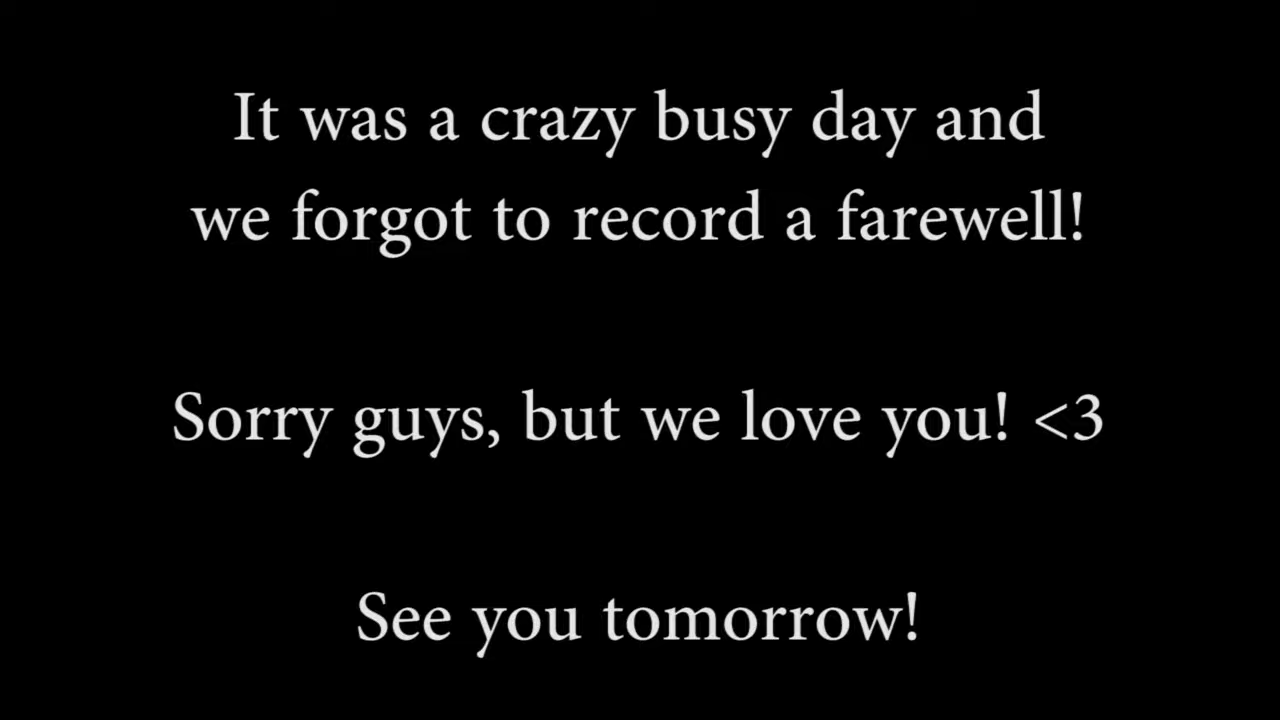 It was a crazy busy day and
we forgot to record a farewell!
Sorry guys, but we love you! <3
See you tomorrow!